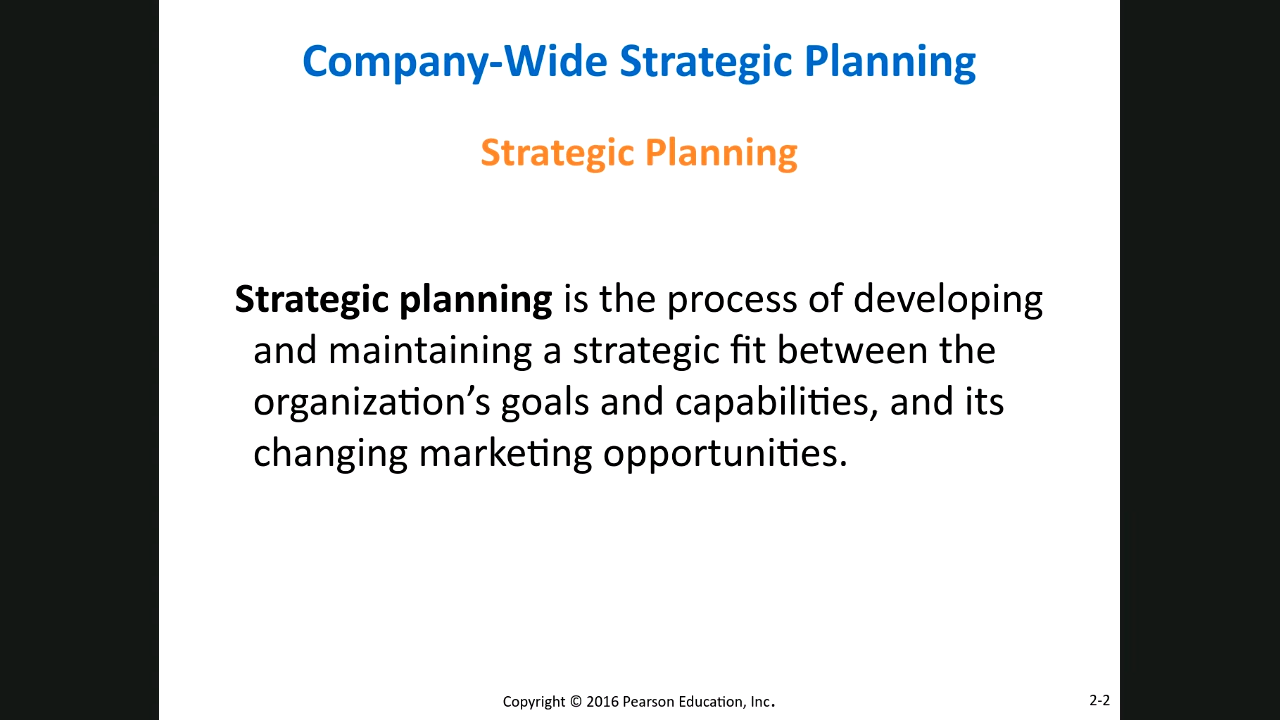 Company-Wide Strategic Planning
Strategic Planning
Strategic planning is the process of developing
and maintaining a strategic fit between the
organization’s goals and capabilities, and its
changing marketing opportunities.
Copyright © 2016 Pearson Education, Inc.
2-2